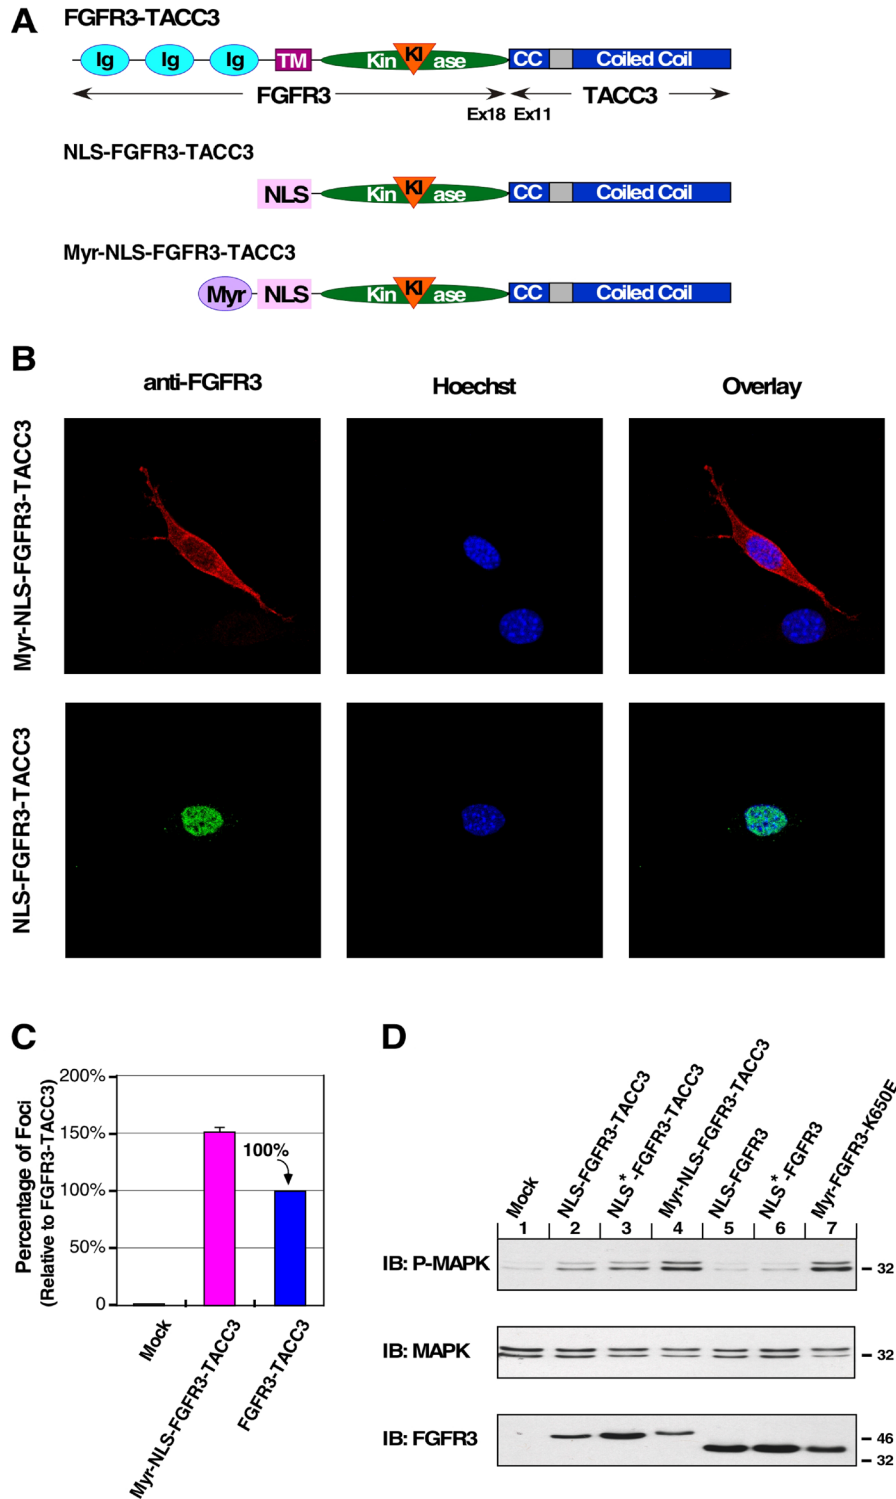 A
FGFR3-TACC3
Ig Ig Ig TM Kin KI ase CC Coiled Coil
FGFR3 TACC3
Ex18 Ex11
NLS-FGFR3-TACC3
NLS Kin KI ase CC Coiled Coil
Myr-NLS-FGFR3-TACC3
Myr NLS Kin KI ase CC Coiled Coil
B
anti-FGFR3 Hoechst Overlay
Myr-NLS-FGFR3-TACC3
NLS-FGFR3-TACC3
C
Percentage of Foci
(Relative to FGFR3-TACC3)
200%
150%
100%
50%
0
100%
Mock
Myr-NLS-FGFR3-TACC3
FGFR3-TACC3
D
Mock
NLS-FGFR3-TACC3
NLS*-FGFR3-TACC3
Myr-NLS-FGFR3-TACC3
NLS-FGFR3
NLS*-FGFR3
Myr-FGFR3-K650E
1 2 3 4 5 6 7
IB: P-MAPK
32
IB: MAPK
32
IB: FGFR3
46
32